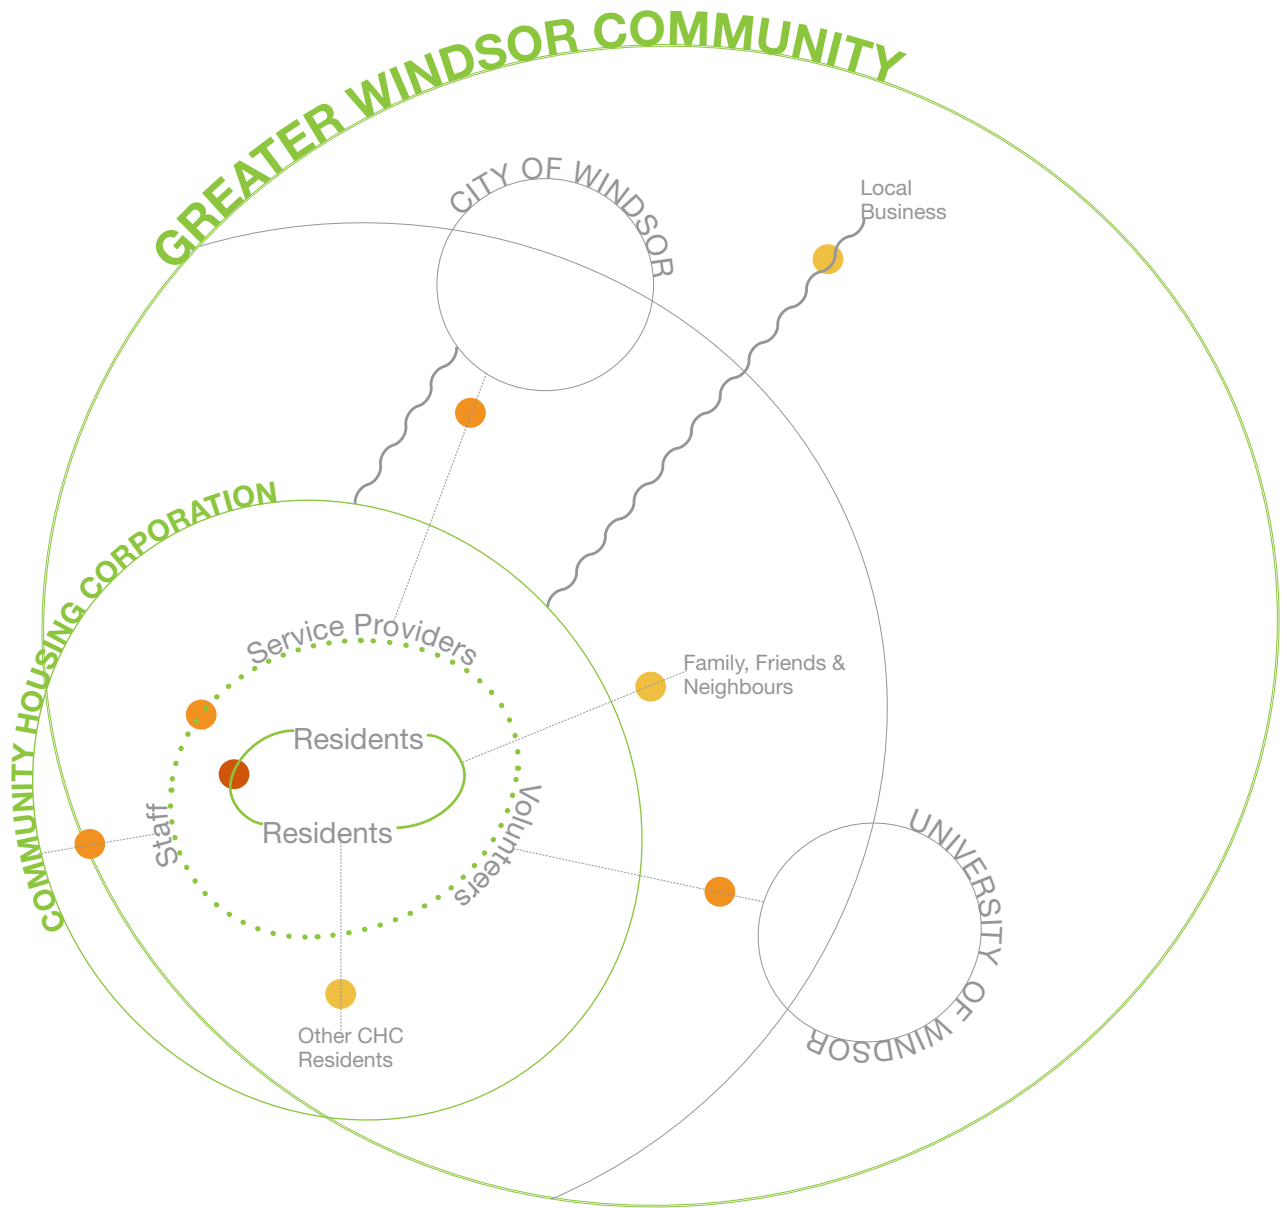 GREATER WINDSOR COMMUNITY
CITY OF WINDSOR
Local
Business
COMMUNITY HOUSING CORPORATION
Service Providers
Family, Friends &
Neighbours
Residents
Volunteers
Staff
Residents
UNIVERSITY OF WINDSOR
Other CHC
Residents